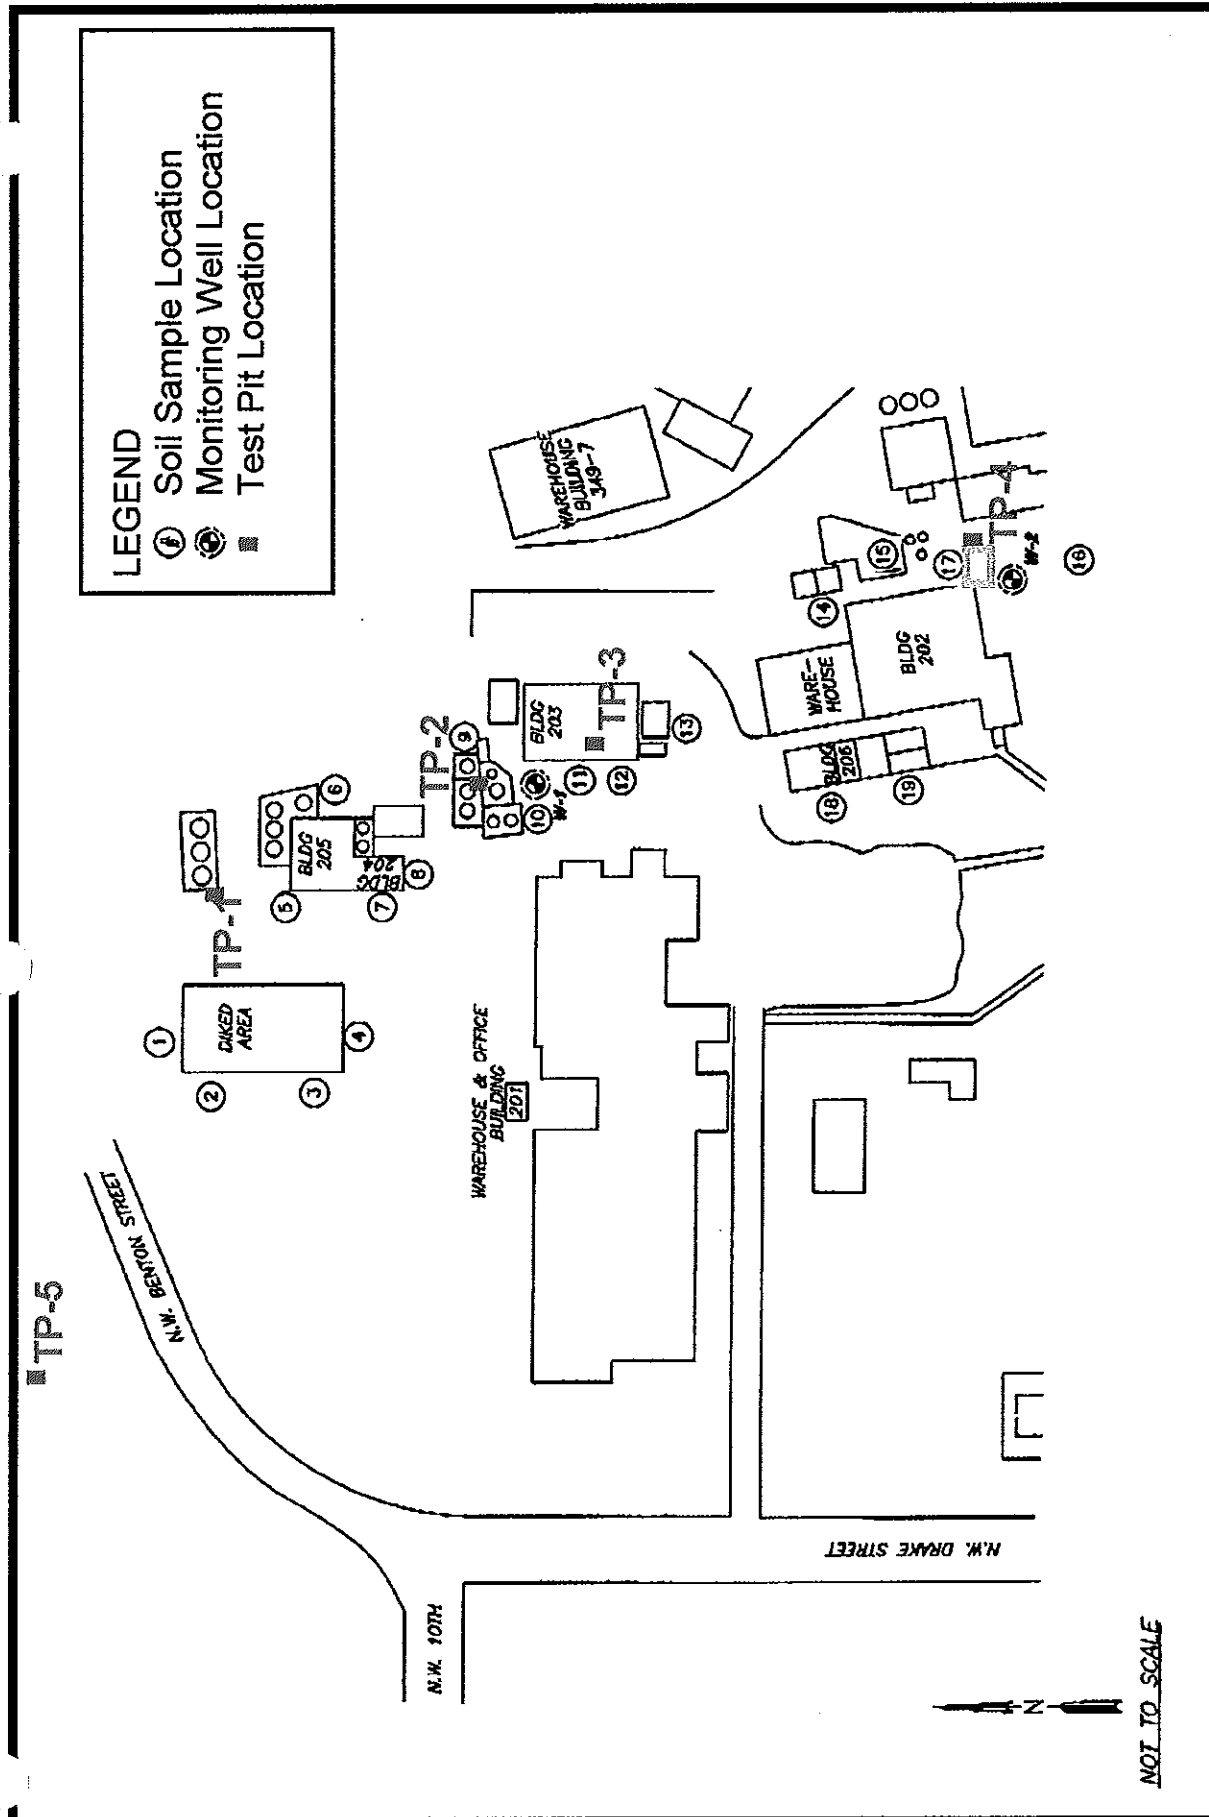 LEGEND
# Soil Sample Location
Monitoring Well Location
Test Pit Location
TP-5
N.W. BENTON STREET
N.W. 10TH
N.W. DRAKE STREET
1
2
3
4
DIKED
AREA
TP-1
5
6
7
8
BLDG
205
BLDG
204
TP-2
9
10
W-1
11
12
13
BLDG
203
TP-3
WAREHOUSE & OFFICE
BUILDING
201
WAREHOUSE
BUILDING
349-7
14
15
16
17
TP-4
W-2
WARE-
HOUSE
BLDG
202
BLDG
206
18
19
N
NOT TO SCALE